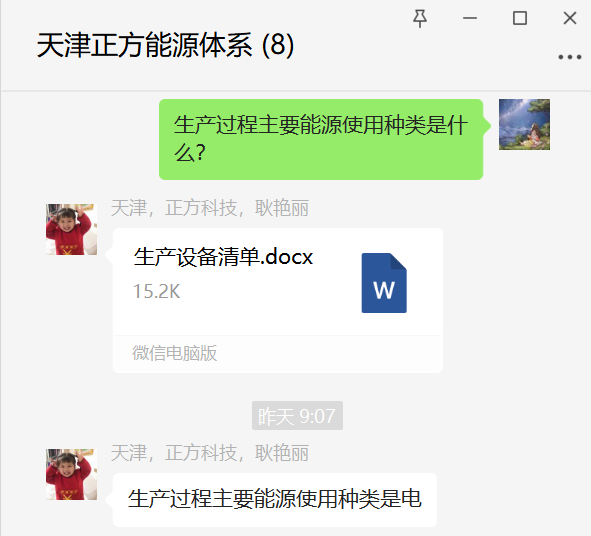 天津正方能源体系 (8)
生产过程主要能源使用种类是什
么?
天津，正方科技，耿艳丽
生产设备清单.docx
15.2K
W
微信电脑版
昨天 9:07
天津，正方科技，耿艳丽
生产过程主要能源使用种类是电